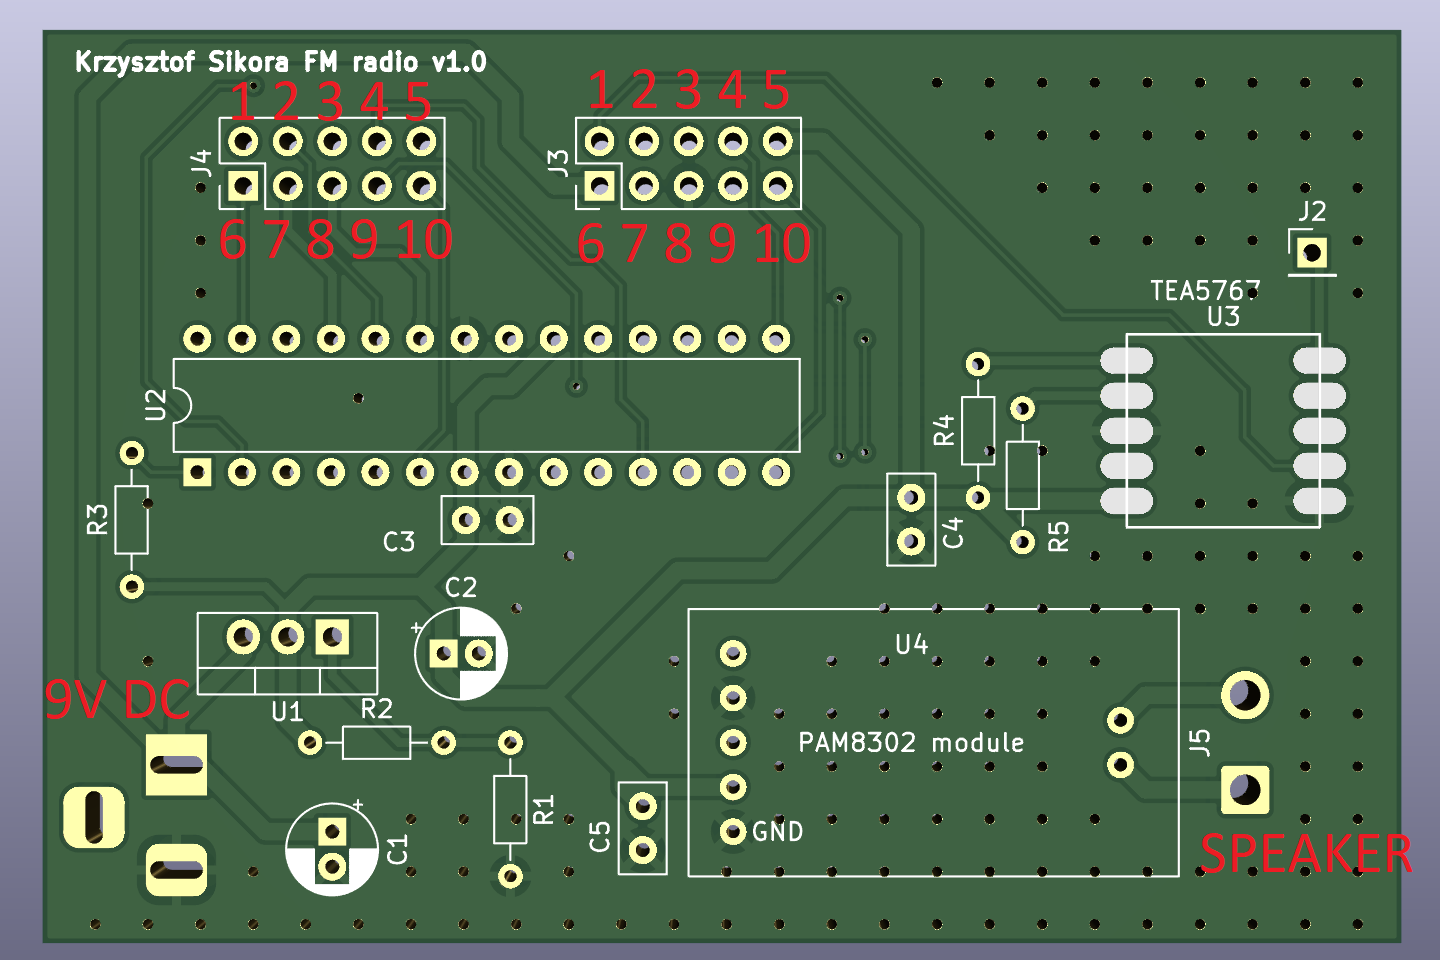 Krzysztof Sikora FM radio v1.0
1 2 3 4 5
1 2 3 4 5
J4
J3
6 7 8 9 10
6 7 8 9 10
J2
TEA5767
U3
U2
R4
R3
C3
C4
R5
C2
+
U4
9V DC
U1
R2
PAM8302 module
J5
+
R1
C1
C5
GND
SPEAKER